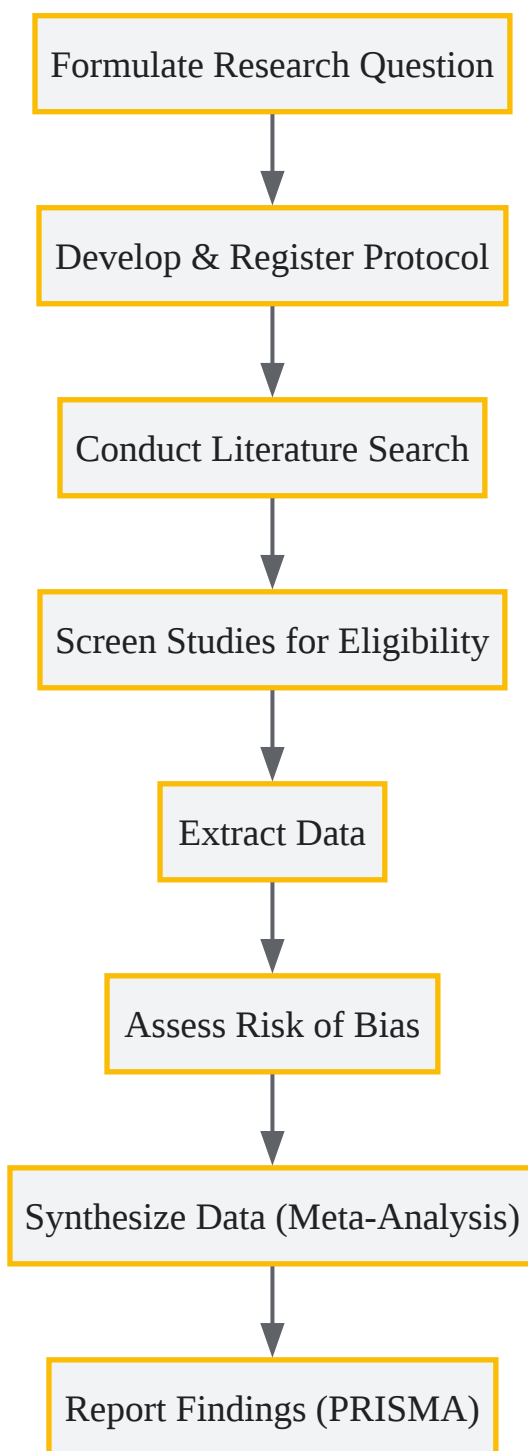 Formulate Research Question
Develop & Register Protocol
Conduct Literature Search
Screen Studies for Eligibility
Extract Data
Assess Risk of Bias
Synthesize Data (Meta-Analysis)
Report Findings (PRISMA)